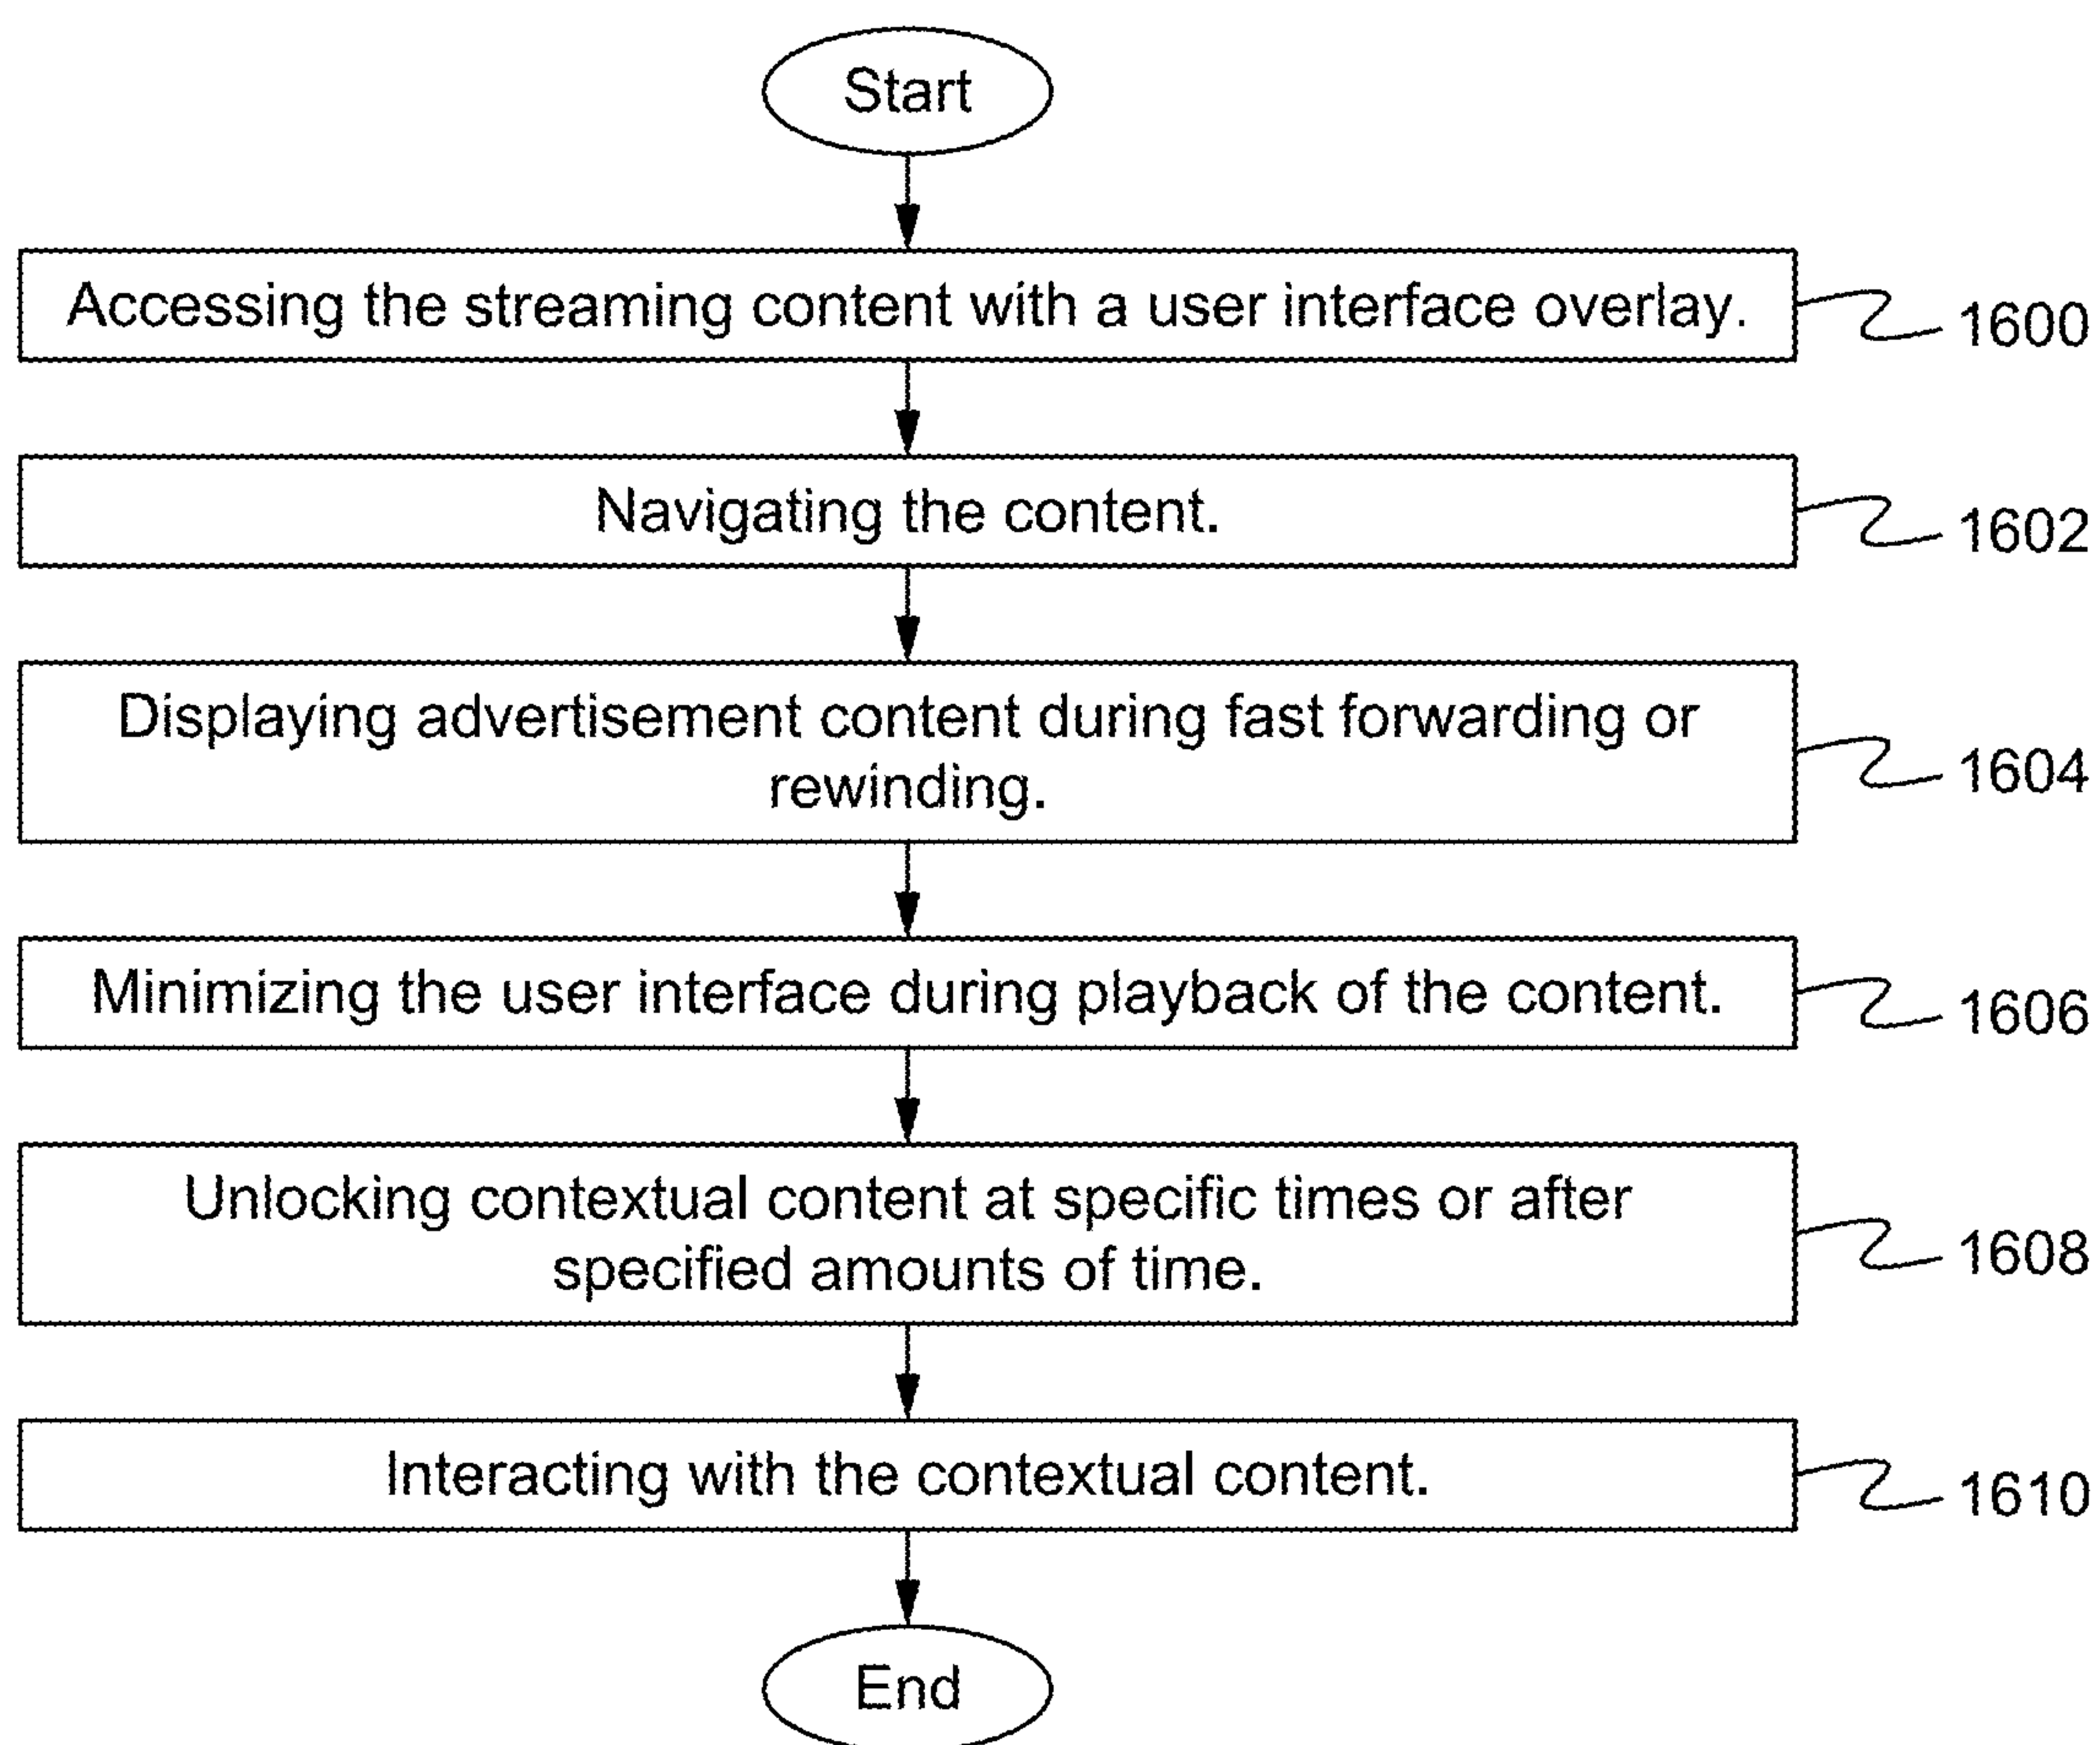 Start
Accessing the streaming content with a user interface overlay.
1600
Navigating the content.
1602
Displaying advertisement content during fast forwarding or
rewinding.
1604
Minimizing the user interface during playback of the content.
1606
Unlocking contextual content at specific times or after
specified amounts of time.
1608
Interacting with the contextual content.
1610
End